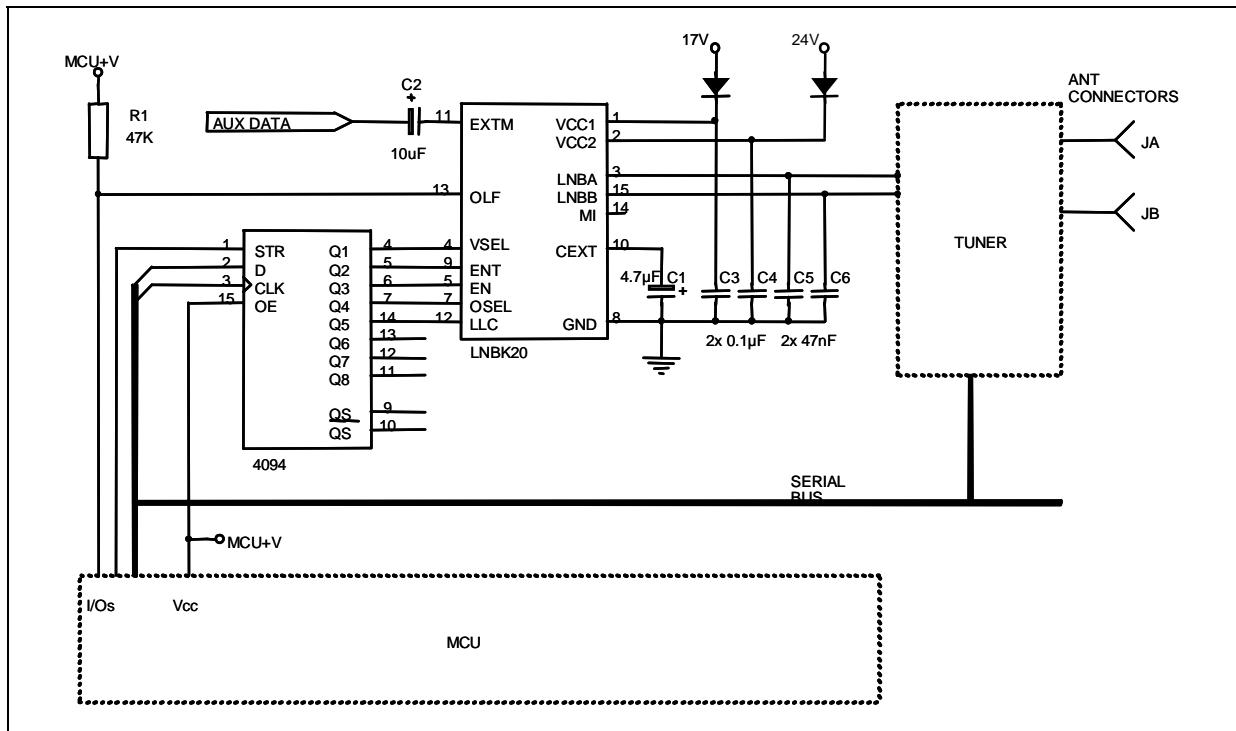 17V
24V
MCU+V
C2
+
ANT
CONNECTORS
R1
47K
AUX DATA
10uF
11
EXTM
VCC1
1
VCC2
2
JA
LNBA
3
13
OLF
LNBB
15
MI
14
JB
TUNER
1
STR
Q1
4
4
VSEL
CEXT
10
2
D
Q2
5
9
ENT
3
CLK
Q3
6
5
EN
4.7µF
C1
+
C3
C4
C5
C6
15
OE
Q4
7
7
OSEL
Q5
14
12
LLC
GND
8
Q6
13
Q7
12
Q8
11
LNBK20
2x 0.1µF
2x 47nF
QS
9
QS
10
4094
SERIAL
BUS
MCU+V
I/Os
Vcc
MCU